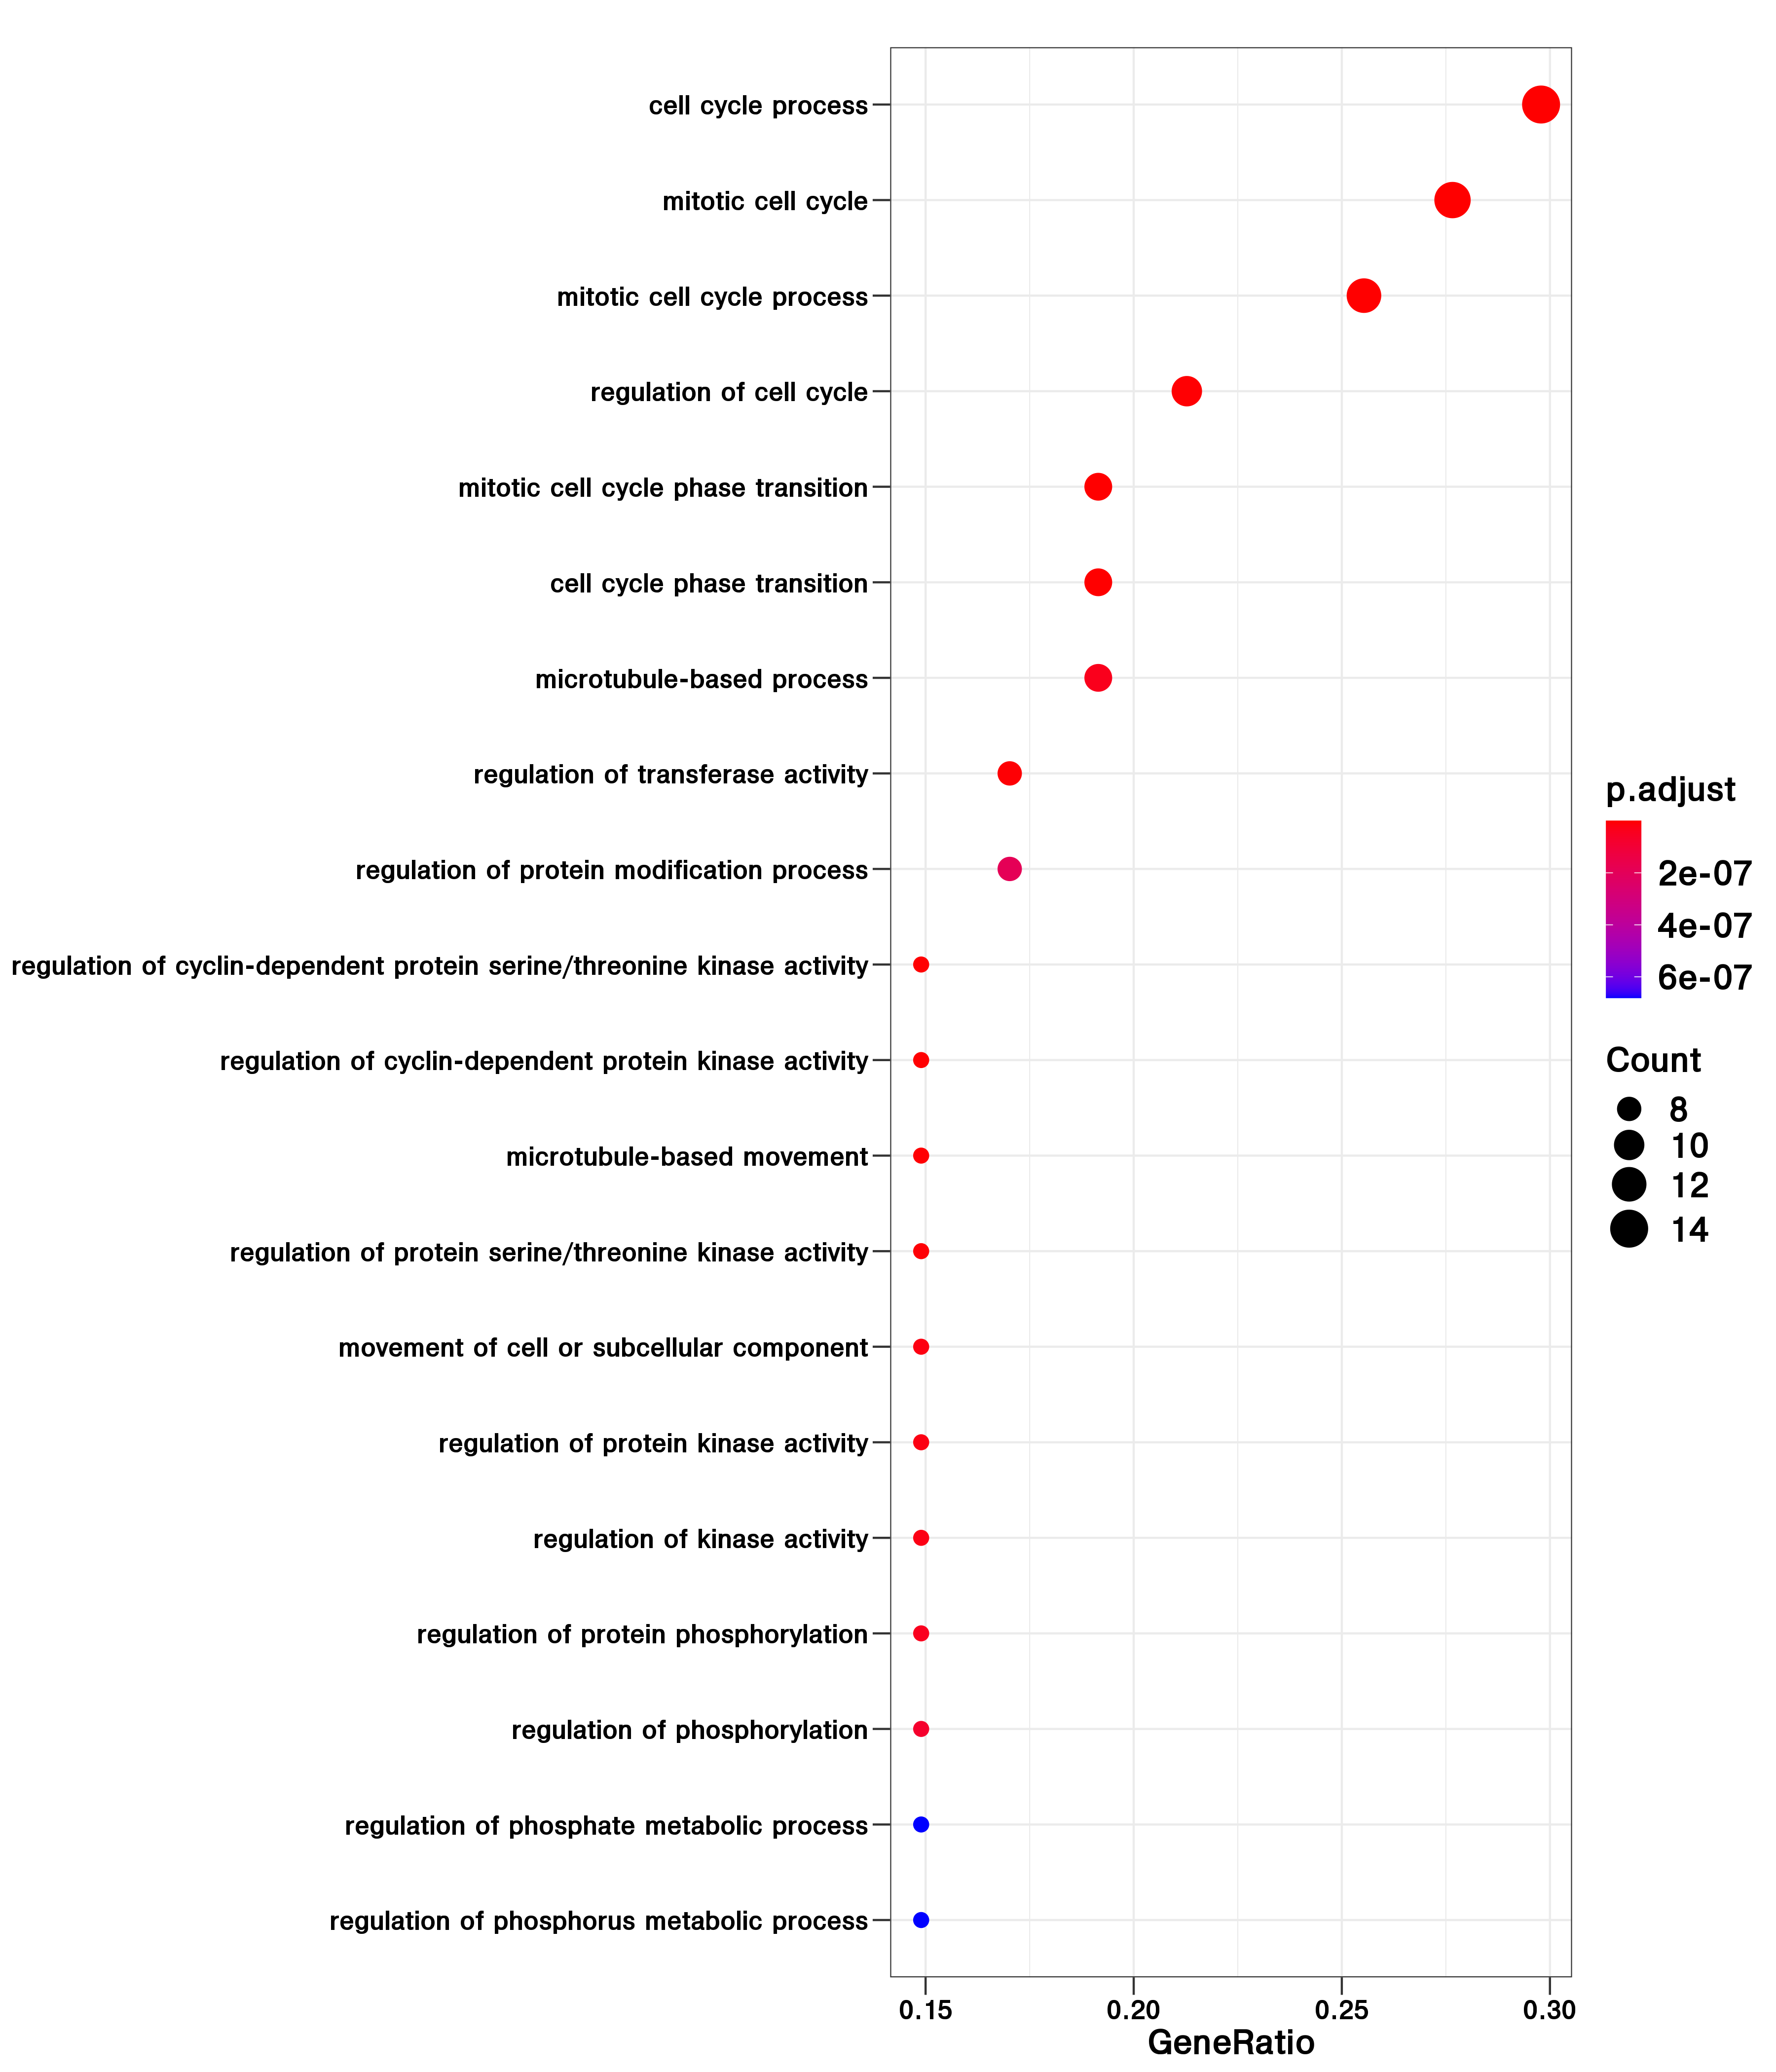 cell cycle process
mitotic cell cycle
mitotic cell cycle process
regulation of cell cycle
mitotic cell cycle phase transition
cell cycle phase transition
microtubule-based process
regulation of transferase activity
regulation of protein modification process
regulation of cyclin-dependent protein serine/threonine kinase activity
regulation of cyclin-dependent protein kinase activity
microtubule-based movement
regulation of protein serine/threonine kinase activity
movement of cell or subcellular component
regulation of protein kinase activity
regulation of kinase activity
regulation of protein phosphorylation
regulation of phosphorylation
regulation of phosphate metabolic process
regulation of phosphorus metabolic process
0.15 0.20 0.25 0.30
GeneRatio
p.adjust
2e-07
4e-07
6e-07
Count
8
10
12
14